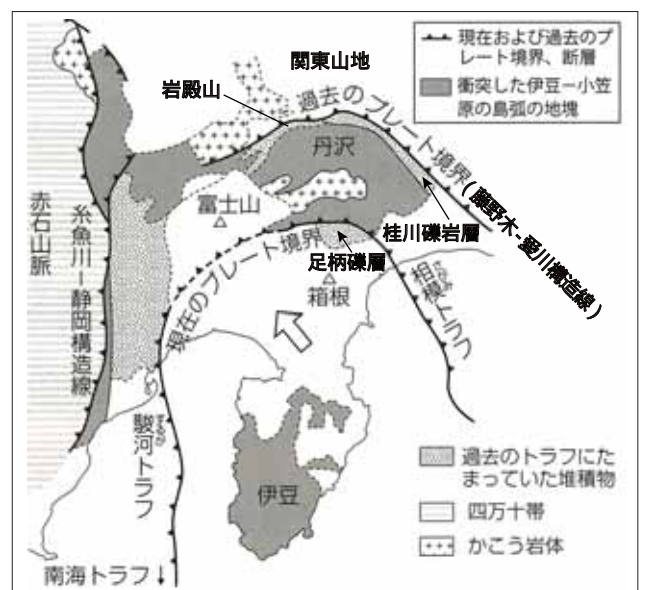 現在および過去のプ
レート境界、断層
衝突した伊豆ー小笠
原の島弧の地塊
関東山地
岩殿山
過去のプレート境界
(藤野木-愛川構造線)
丹沢
富士山
桂川礫岩層
足柄礫層
現在のプレート境界
箱根
相模トラフ
さがみ
赤石山脈
糸魚川ー静岡構造線
駿河トラフ
するが
伊豆
過去のトラフにた
まっていた堆積物
四万十帯
かこう岩体
南海トラフ↓